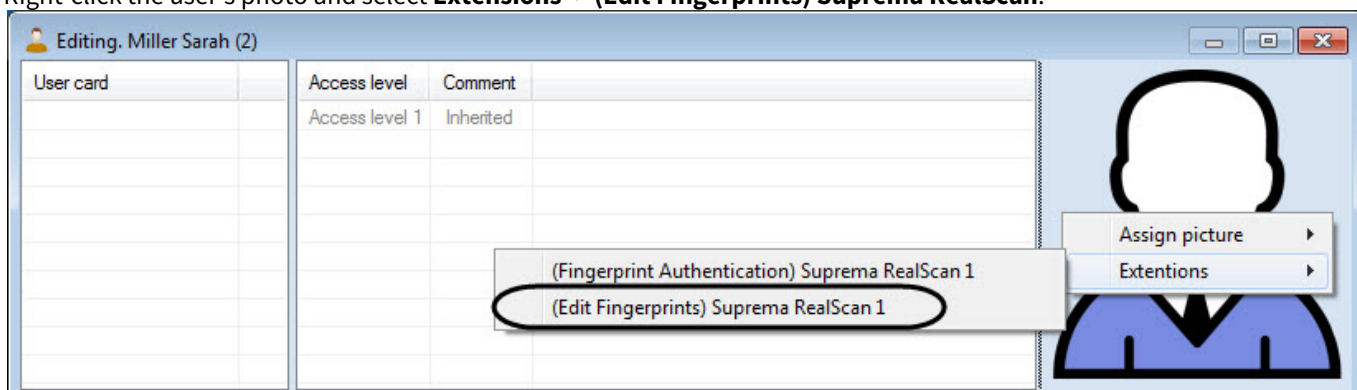 Right-click the user's photo and select Extensions → (Edit Fingerprints) Suprema RealScan.
Editing. Miller Sarah (2)
User card
Access level Comment
Access level 1 Inherited
Assign picture
Extentions
(Fingerprint Authentication) Suprema RealScan 1
(Edit Fingerprints) Suprema RealScan 1